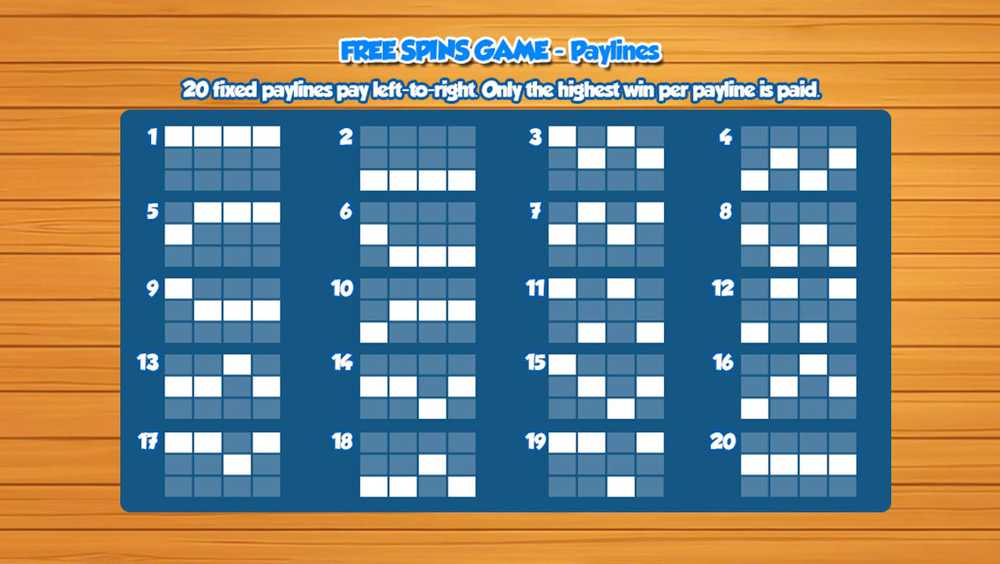 FREE SPINS GAME - Paylines
20 fixed paylines pay left-to-right. Only the highest win per payline is paid.
1 2 3 4
5 6 7 8
9 10 11 12
13 14 15 16
17 18 19 20